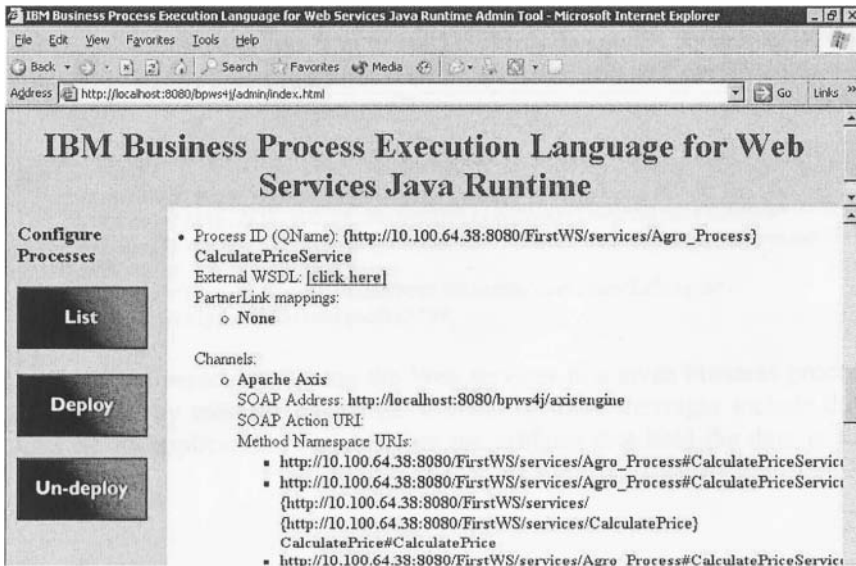 IBM Business Process Execution Language for Web Services Java Runtime Admin Tool - Microsoft Internet Explorer
File Edit View Favorites Tools Help
Back Search Favorites Media
Address http://localhost:8080/bpws4j/admin/index.html Go Links »
IBM Business Process Execution Language for Web
Services Java Runtime
Configure
Processes
List
Deploy
Un-deploy
• Process ID (QName): {http://10.100.64.38:8080/FirstWS/services/Agro_Process}
CalculatePriceService
External WSDL: [click here]
PartnerLink mappings:
○ None
Channels:
○ Apache Axis
SOAP Address: http://localhost:8080/bpws4j/axisengine
SOAP Action URI:
Method Namespace URIs:
▪ http://10.100.64.38:8080/FirstWS/services/Agro_Process#CalculatePriceServic
▪ http://10.100.64.38:8080/FirstWS/services/Agro_Process#CalculatePriceServic
{http://10.100.64.38:8080/FirstWS/services/
{http://10.100.64.38:8080/FirstWS/services/CalculatePrice}
CalculatePrice#CalculatePrice
▪ http://10.100.64.38:8080/FirstWS/services/Agro_Process#CalculatePriceServic